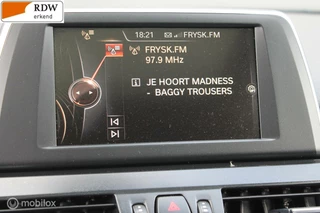 RDW
erkend
18:21 FRYSK.FM
FRYSK.FM
97.9 MHz
JE HOORT MADNESS
- BAGGY TROUSERS
mobilox